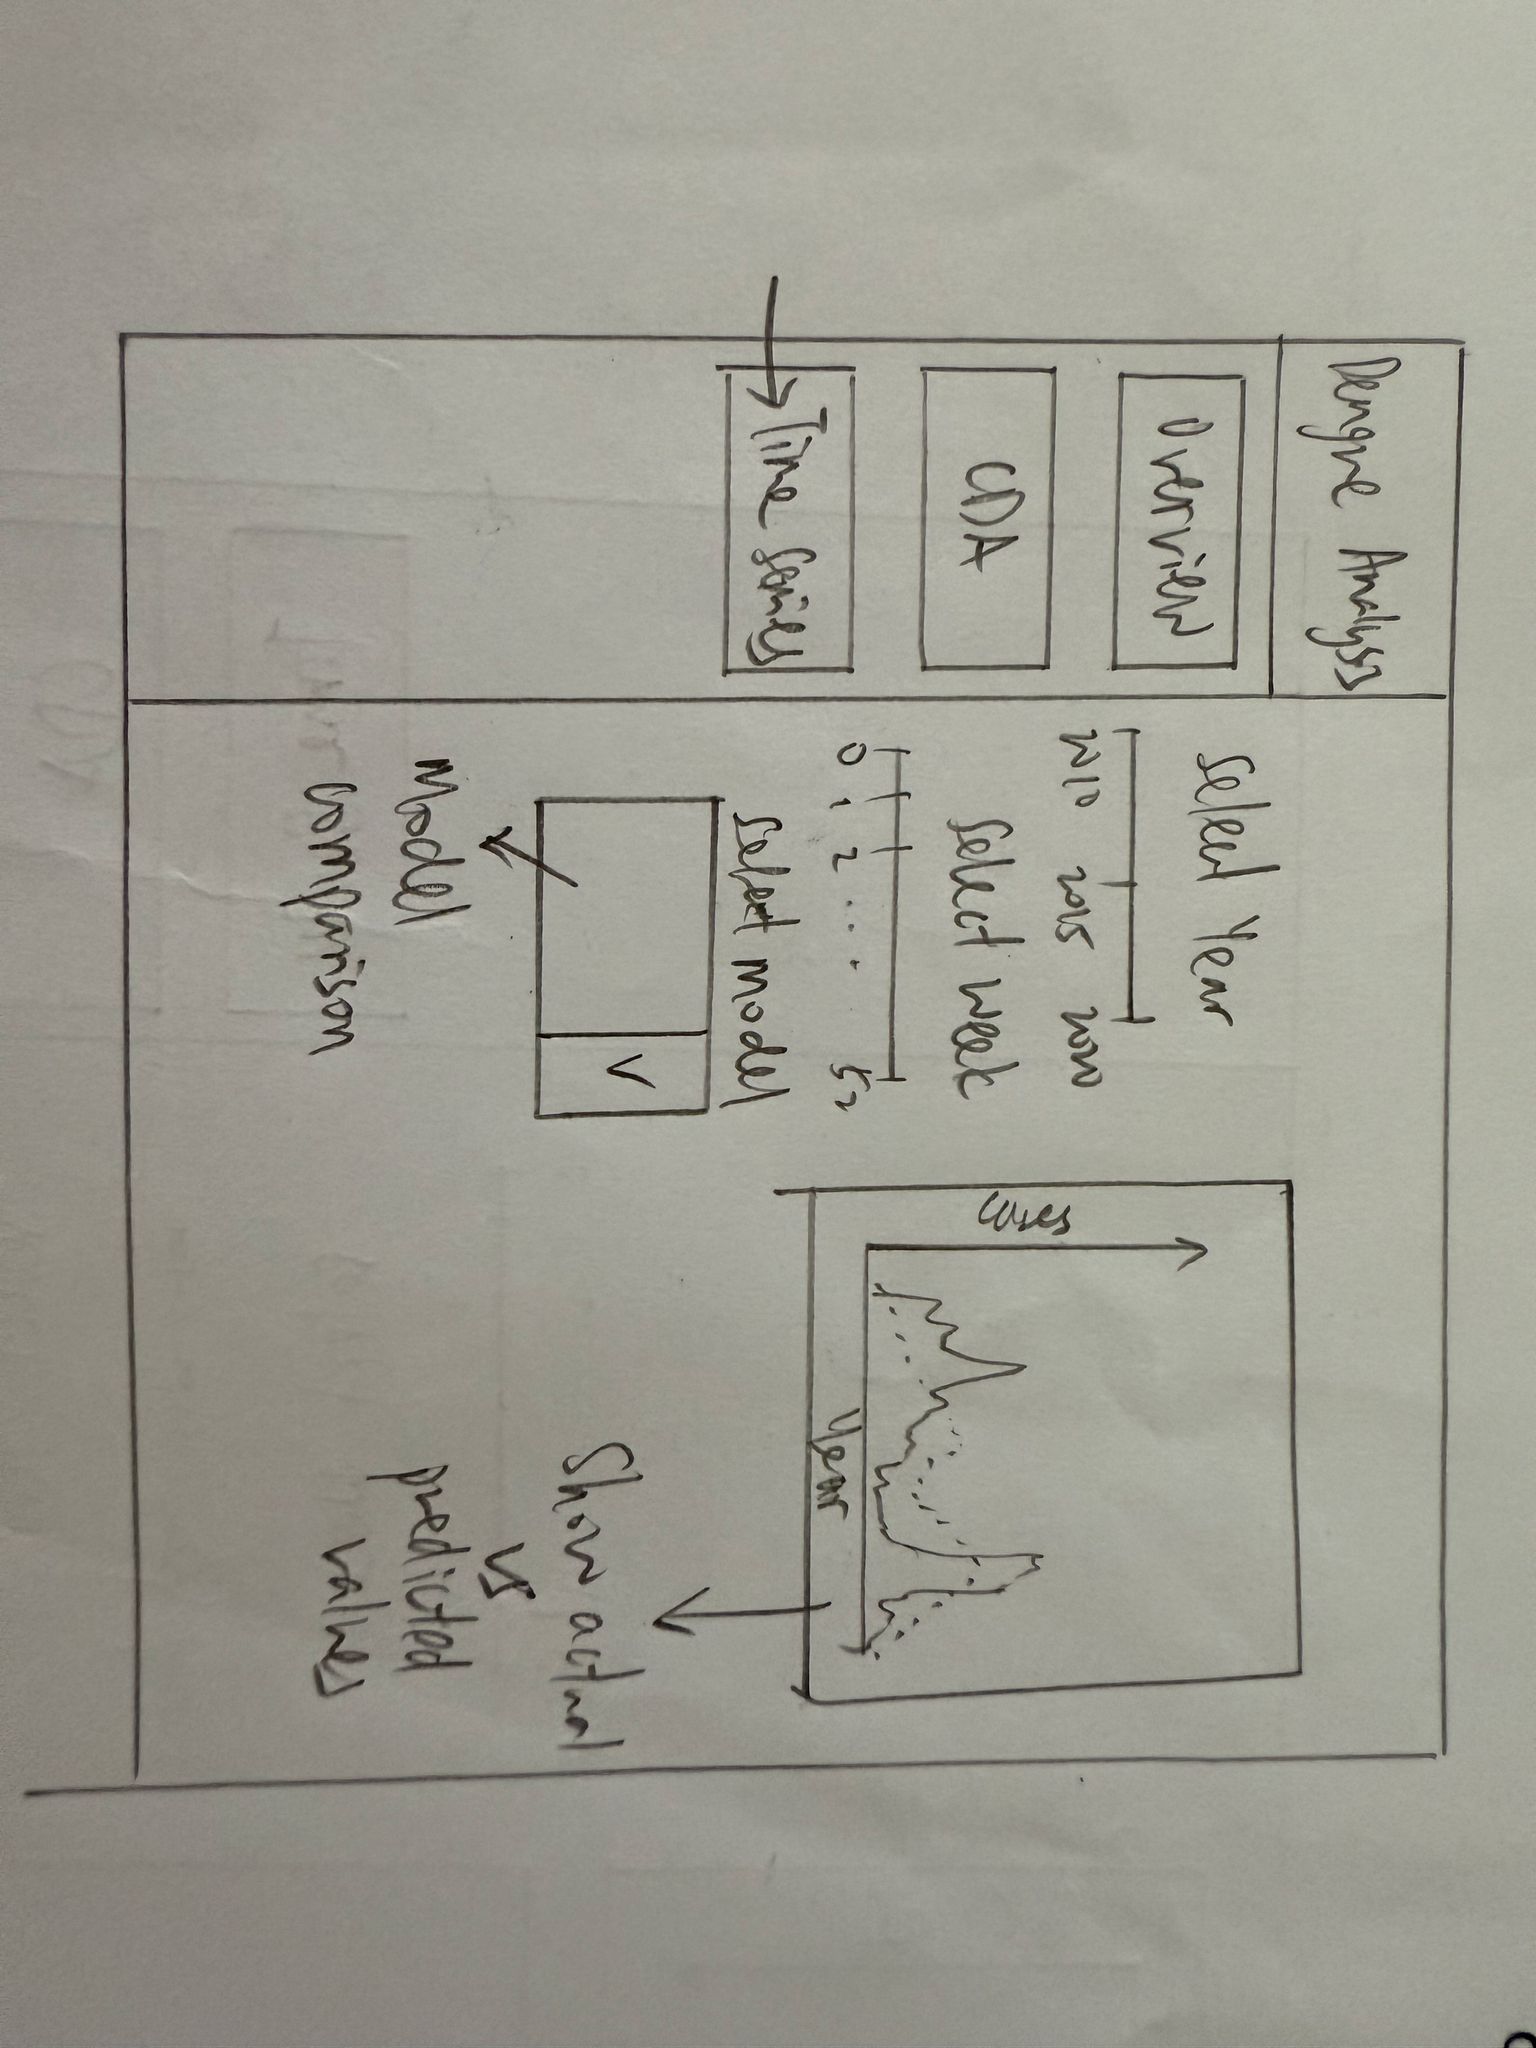 Dengue Analysis
Overview
CDA
Time Series
Select Year
2010 2015 2020
Select week
0 1 2 ... 52
Select model
V
Model
comparison
Cases
Year
Show actual
vs
predicted
values